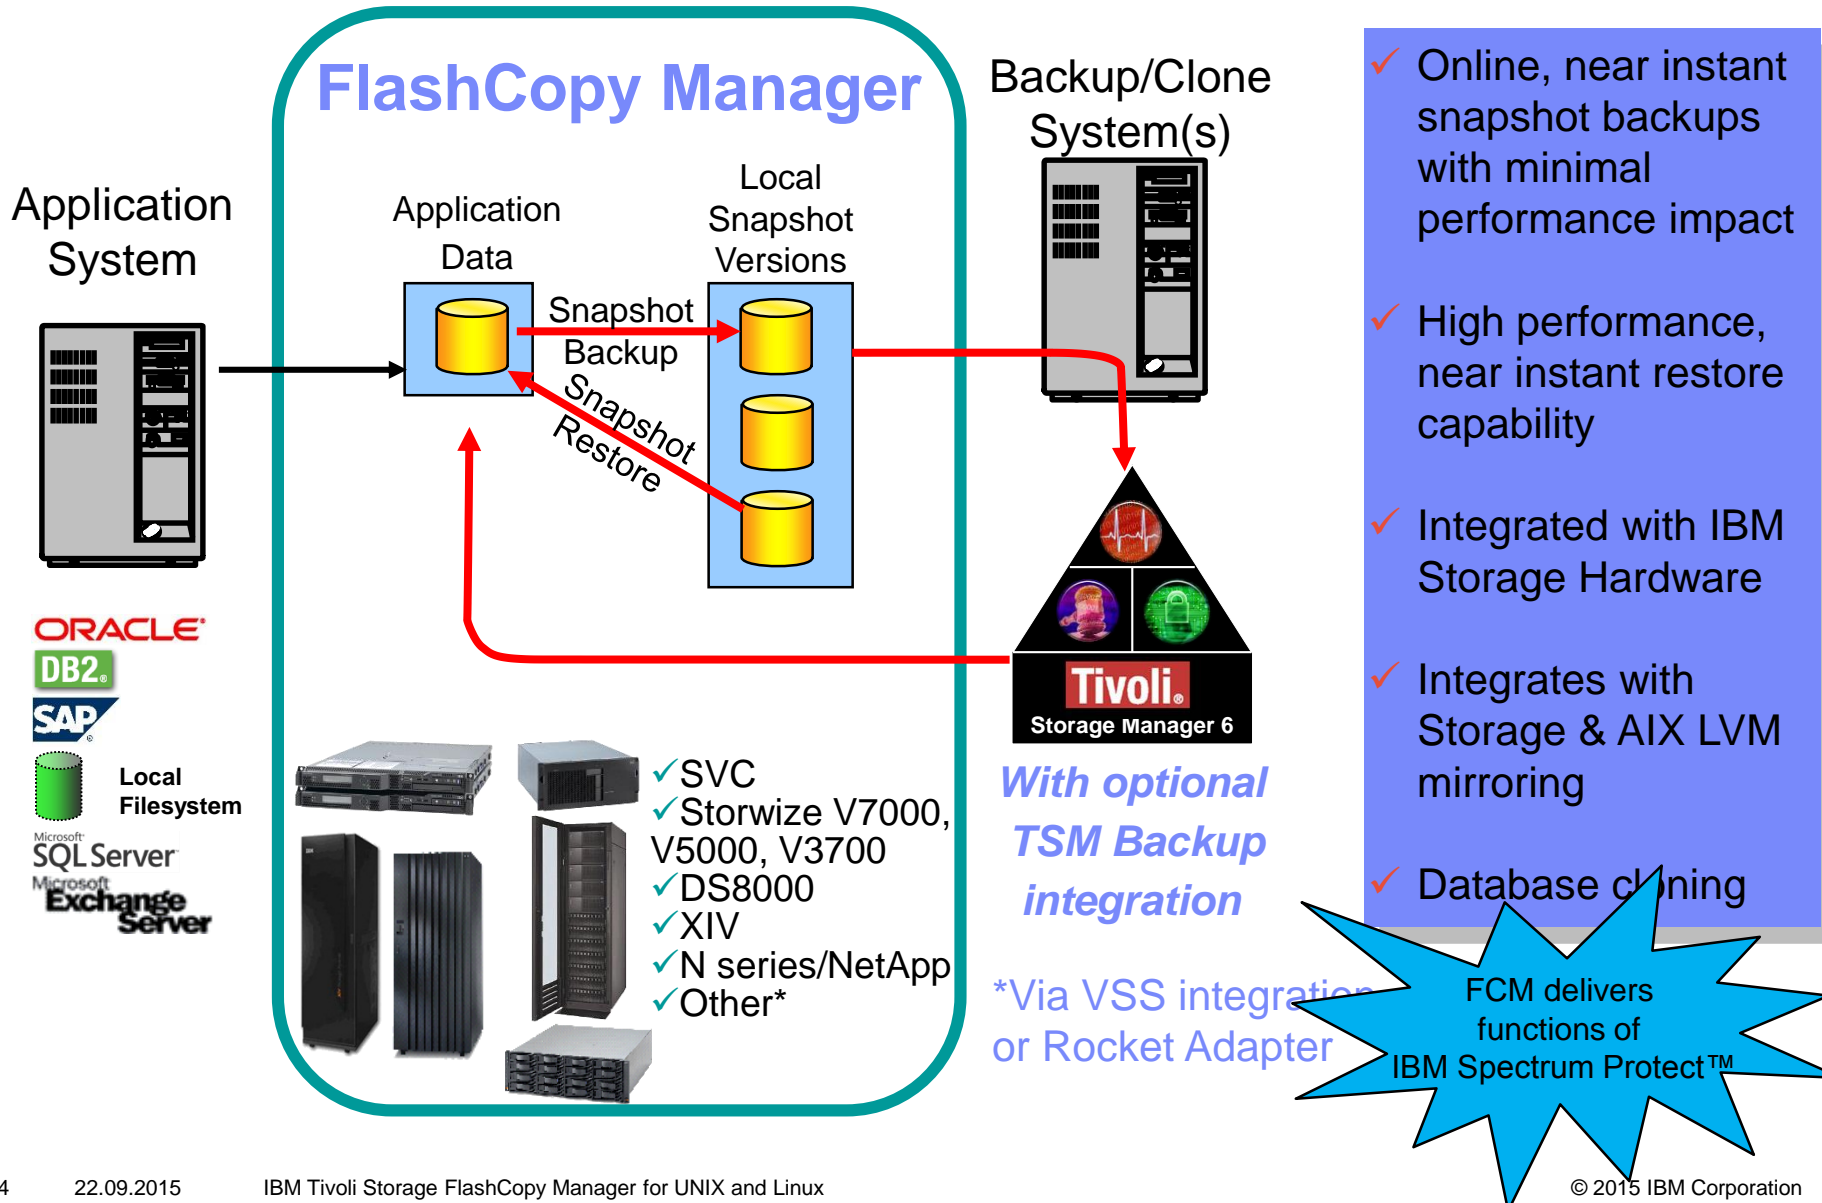 FlashCopy Manager
Application
System
ORACLE®
DB2®
SAP®
Local
Filesystem
Microsoft®
SQL Server™
Microsoft
Exchange
Server
Application
Data
Local
Snapshot
Versions
Snapshot
Backup
Snapshot
Restore
✓SVC
✓Storwize V7000,
V5000, V3700
✓DS8000
✓XIV
✓N series/NetApp
✓Other*
Backup/Clone
System(s)
Tivoli®
Storage Manager 6
With optional
TSM Backup
integration
*Via VSS integration
or Rocket Adapter
✓ Online, near instant
snapshot backups
with minimal
performance impact
✓ High performance,
near instant restore
capability
✓ Integrated with IBM
Storage Hardware
✓ Integrates with
Storage & AIX LVM
mirroring
✓ Database cloning
FCM delivers
functions of
IBM Spectrum Protect™
4 22.09.2015 IBM Tivoli Storage FlashCopy Manager for UNIX and Linux © 2015 IBM Corporation